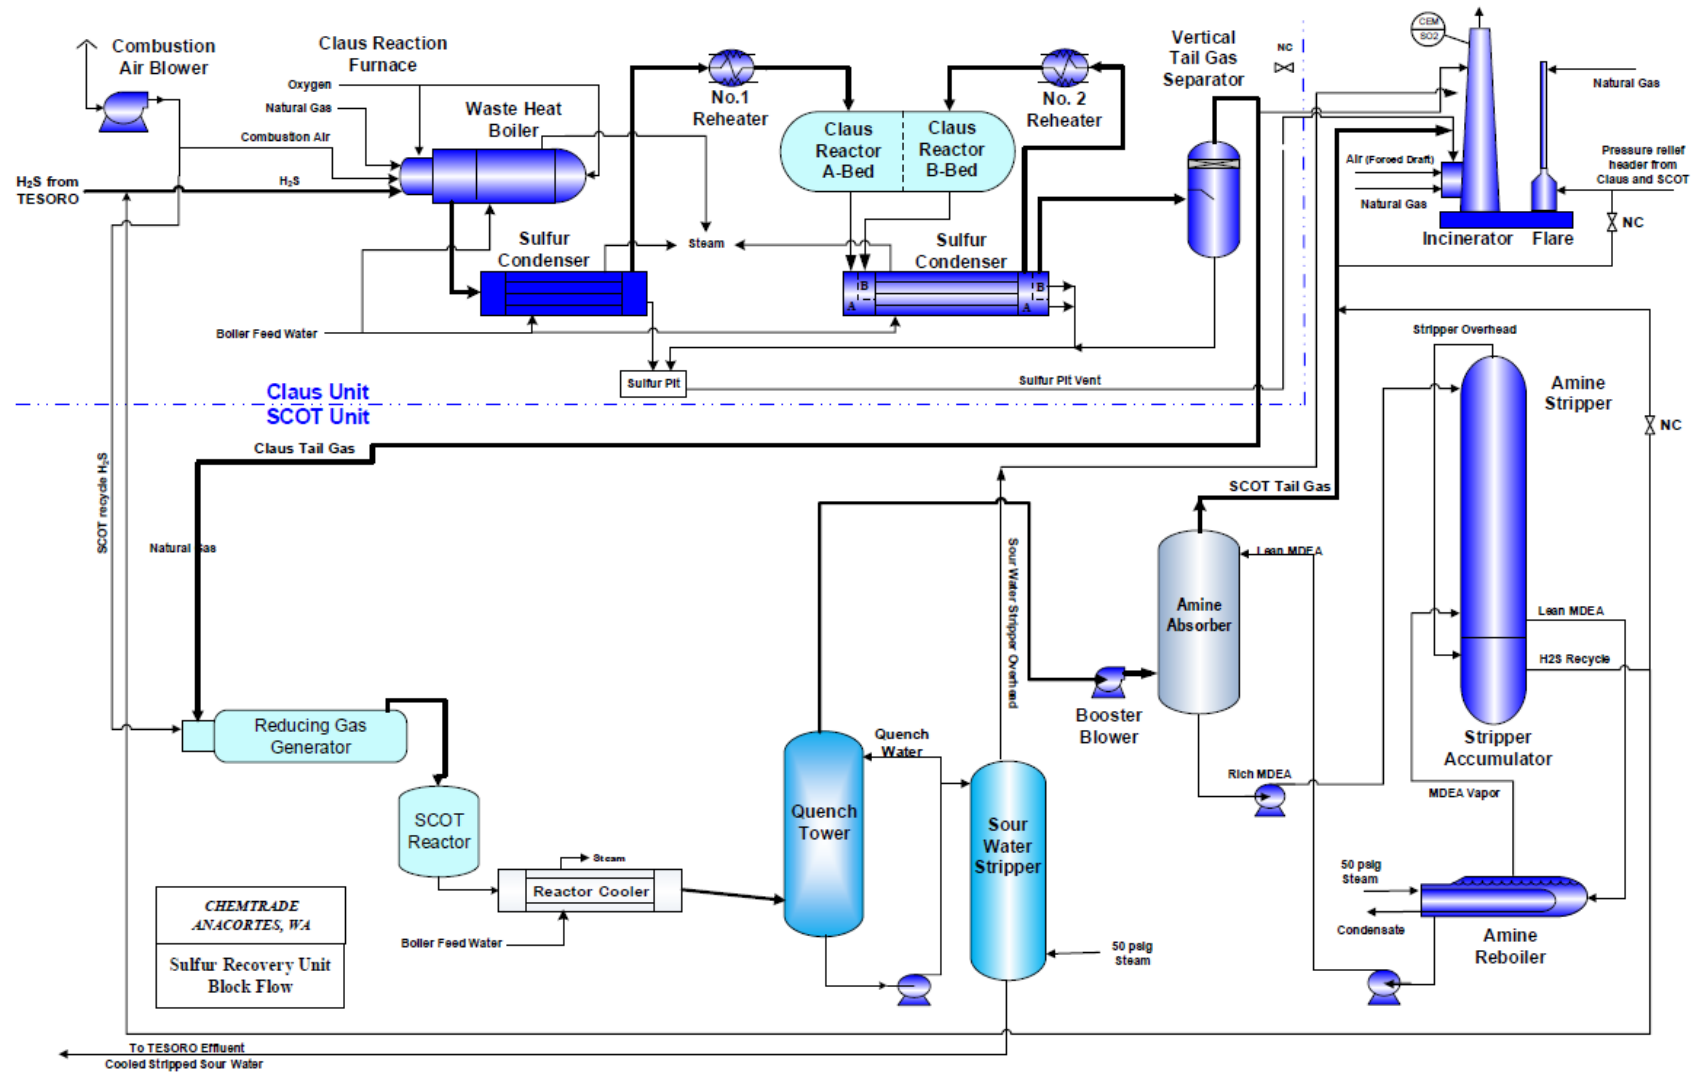 Combustion
Air Blower
Claus Reaction
Furnace
Oxygen
Natural Gas
Combustion Air
H₂S from
TESORO
H₂S
Waste Heat
Boiler
No.1
Reheater
No. 2
Reheater
Claus
Reactor
A-Bed
Claus
Reactor
B-Bed
Vertical
Tail Gas
Separator
NC
CEM
SO2
Natural Gas
Air (Forced Draft)
Natural Gas
Pressure relief
header from
Claus and SCOT
NC
Incinerator
Flare
Sulfur
Condenser
Steam
Sulfur
Condenser
B
A
B
A
Boiler Feed Water
Sulfur Pit
Sulfur Pit Vent
Claus Unit
SCOT Unit
Stripper Overhead
Amine
Stripper
NC
Claus Tail Gas
SCOT recycle H₂S
Natural Gas
SCOT Tail Gas
Sour Water Stripper Overhead
Lean MDEA
Amine
Absorber
Lean MDEA
H2S Recycle
Booster
Blower
Reducing Gas
Generator
Quench
Water
Stripper
Accumulator
Rich MDEA
MDEA Vapor
SCOT
Reactor
Quench
Tower
Sour
Water
Stripper
Steam
Reactor Cooler
Boiler Feed Water
50 psig
Steam
50 psig
Steam
Condensate
Amine
Reboiler
CHEMTRADE
ANACORTES, WA
Sulfur Recovery Unit
Block Flow
To TESORO Effluent
Cooled Stripped Sour Water